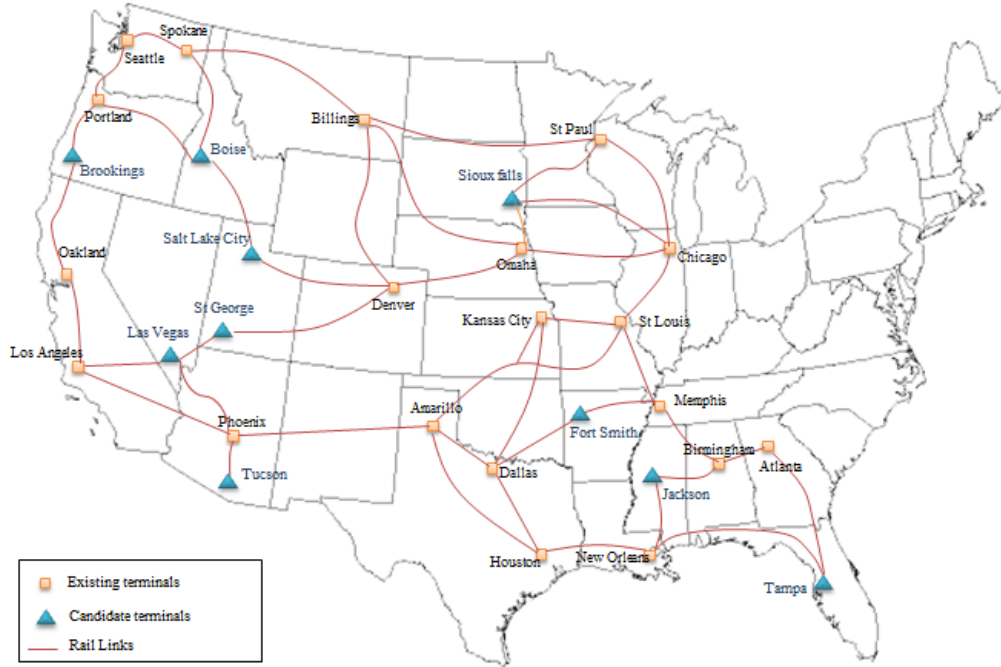 Spokane
Seattle
Portland
Billings
St Paul
Boise
Brookings
Sioux falls
Salt Lake City
Oakland
Omaha
Chicago
Denver
St George
Kansas City
St Louis
Las Vegas
Los Angeles
Amarillo
Memphis
Phoenix
Fort Smith
Birmingham
Atlanta
Dallas
Tucson
Jackson
Houston
New Orleans
Tampa
Existing terminals
Candidate terminals
Rail Links